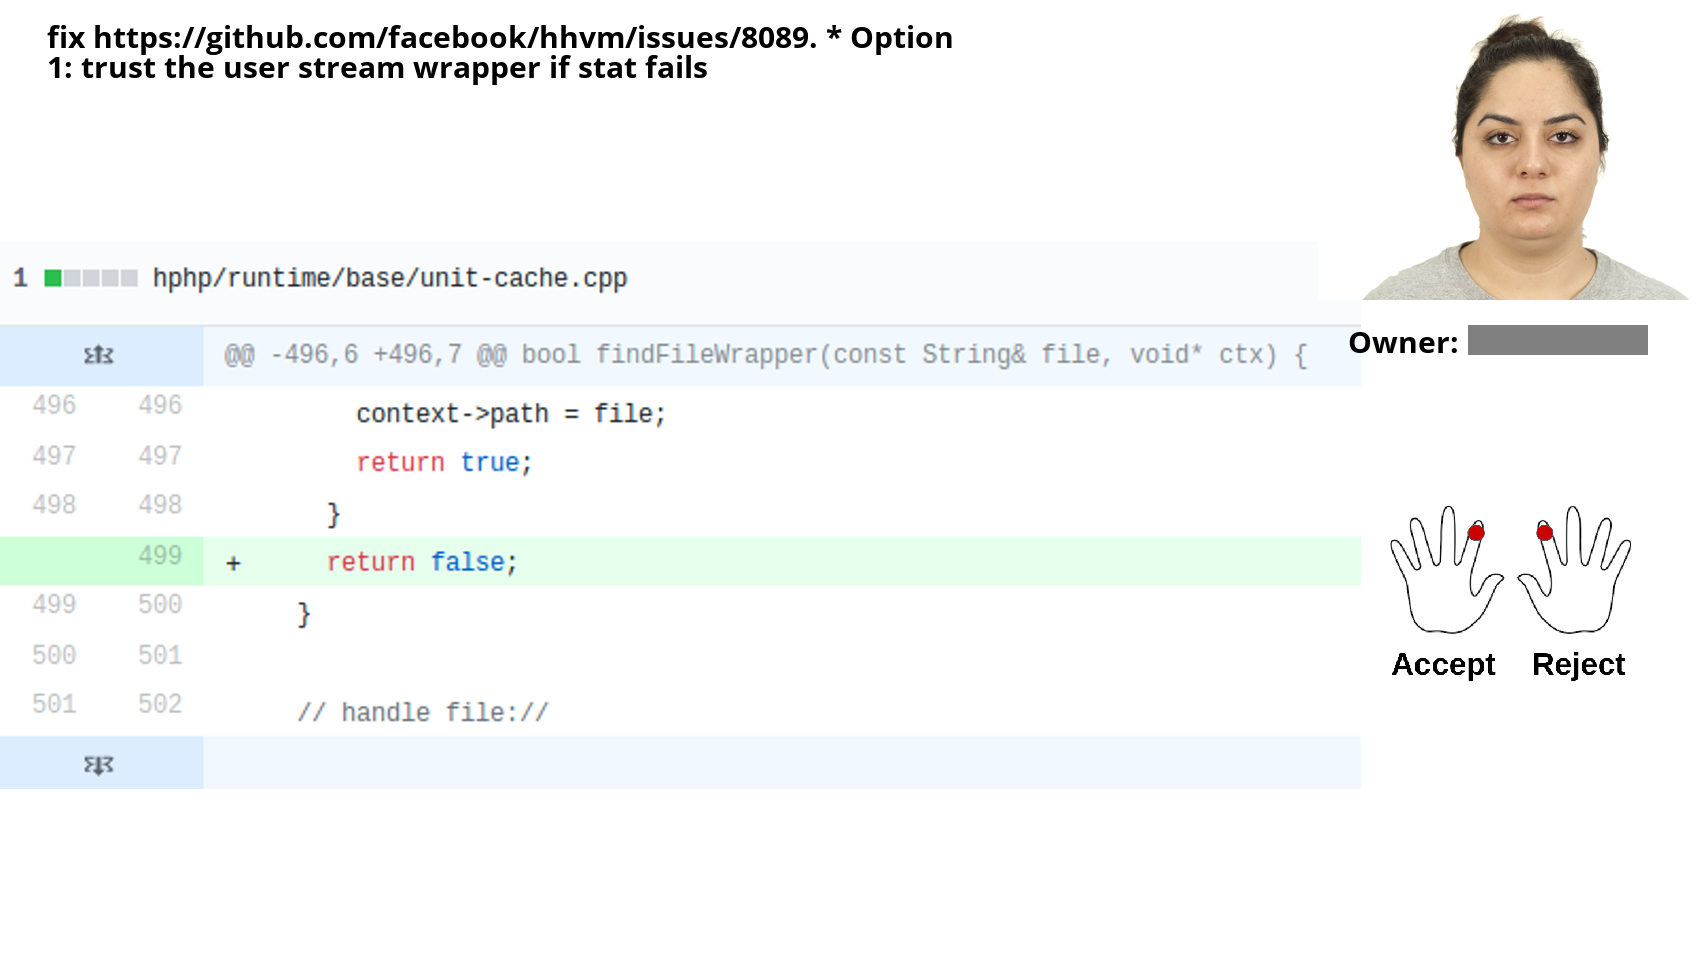 fix https://github.com/facebook/hhvm/issues/8089. * Option
1: trust the user stream wrapper if stat fails
1 hphp/runtime/base/unit-cache.cpp
@@ -496,6 +496,7 @@ bool findFileWrapper(const String& file, void* ctx) {
Owner:
496 496 context->path = file;
497 497 return true;
498 498 }
499 + return false;
499 500 }
500 501
501 502 // handle file://
Accept Reject